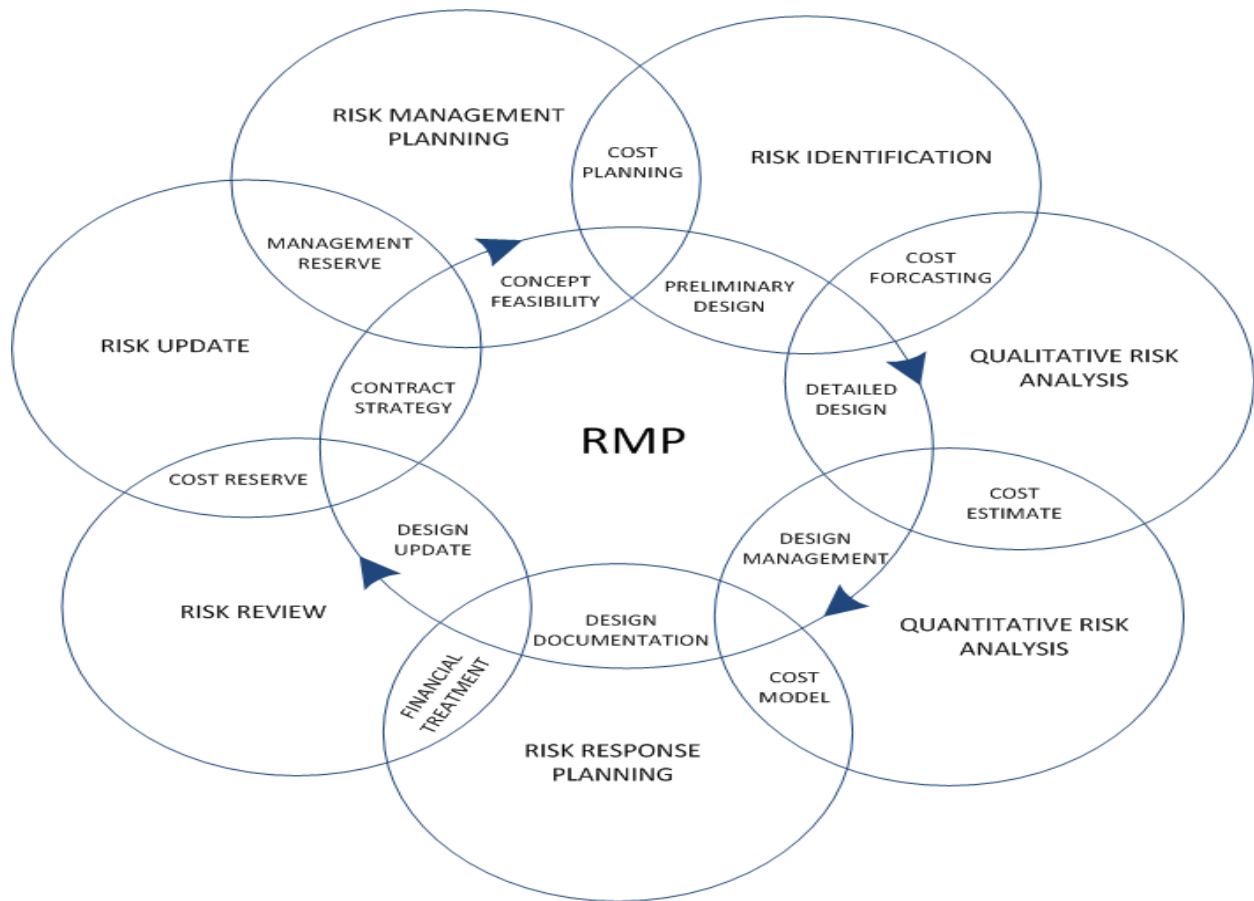 RISK MANAGEMENT
PLANNING
COST
PLANNING
RISK IDENTIFICATION
MANAGEMENT
RESERVE
CONCEPT
FEASIBILITY
PRELIMINARY
DESIGN
COST
FORCASTING
RISK UPDATE
QUALITATIVE RISK
ANALYSIS
CONTRACT
STRATEGY
DETAILED
DESIGN
RMP
COST RESERVE
COST
ESTIMATE
DESIGN
UPDATE
DESIGN
MANAGEMENT
RISK REVIEW
DESIGN
DOCUMENTATION
QUANTITATIVE RISK
ANALYSIS
FINANCIAL
TREATMENT
COST
MODEL
RISK RESPONSE
PLANNING